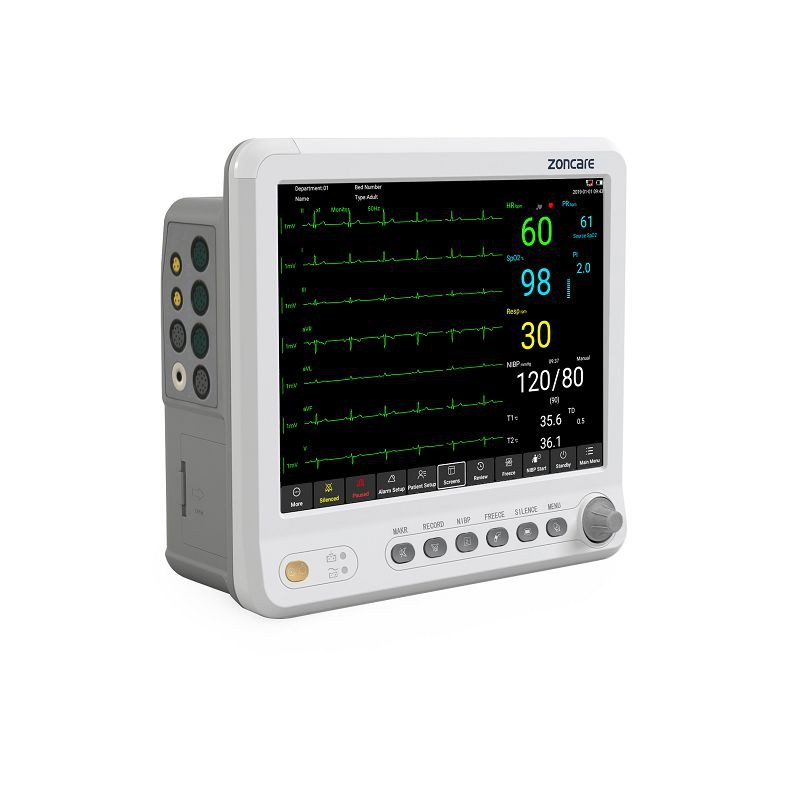 zoncare
Department:01 Bed Number
Name Type Adult
2019-01-01 09:43
II Monitor 50Hz
1mV
I
1mV
III
1mV
aVR
1mV
aVL
1mV
aVF
1mV
V
1mV
HR bpm
60
PR bpm
61
Source SpO2
SpO2 %
98
PI
2.0
Resp rpm
30
NIBP mmHg 09:37 Manual
120/80
(90)
T1 °C 35.6 TD 0.5
T2 °C 36.1
More Silenced Paused Alarm Setup Patient Setup Screens Review Freeze NIBP Start Standby Main Menu
MAKR RECORD NIBP FREECE SILENCE MENU